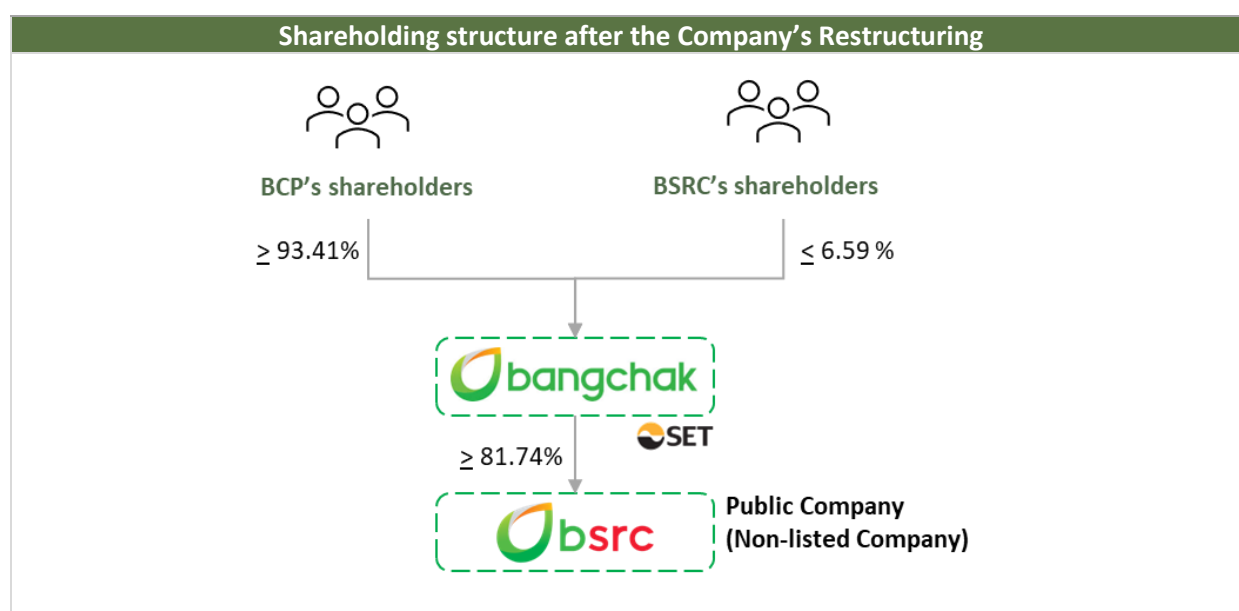 Shareholding structure after the Company’s Restructuring
BCP’s shareholders
BSRC’s shareholders
≥ 93.41%
≤ 6.59 %
bangchak
SET
≥ 81.74%
bsrc
Public Company
(Non-listed Company)